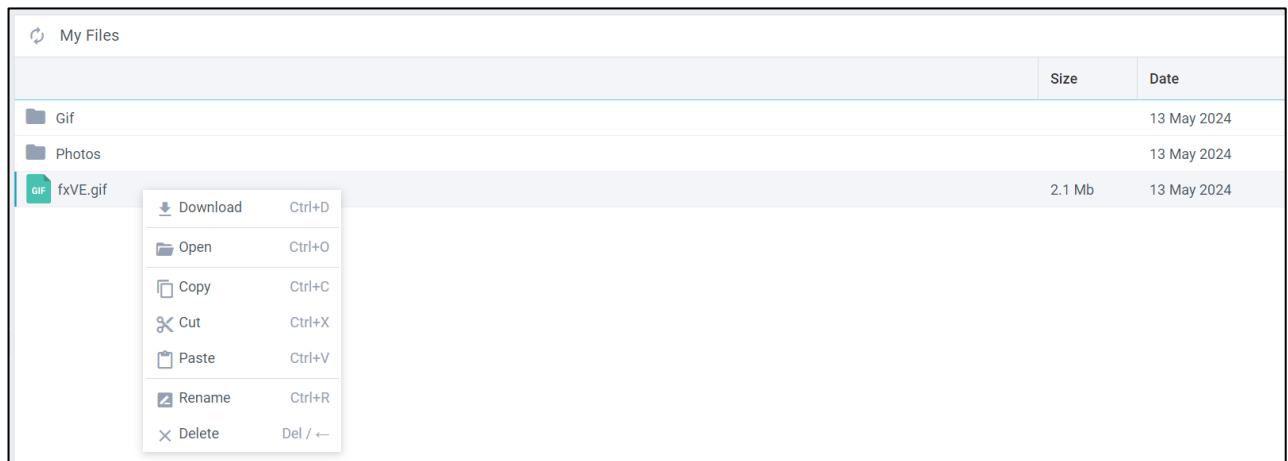 My Files
Size Date
Gif 13 May 2024
Photos 13 May 2024
GIF fxVE.gif 2.1 Mb 13 May 2024
Download Ctrl+D
Open Ctrl+O
Copy Ctrl+C
Cut Ctrl+X
Paste Ctrl+V
Rename Ctrl+R
Delete Del / ←